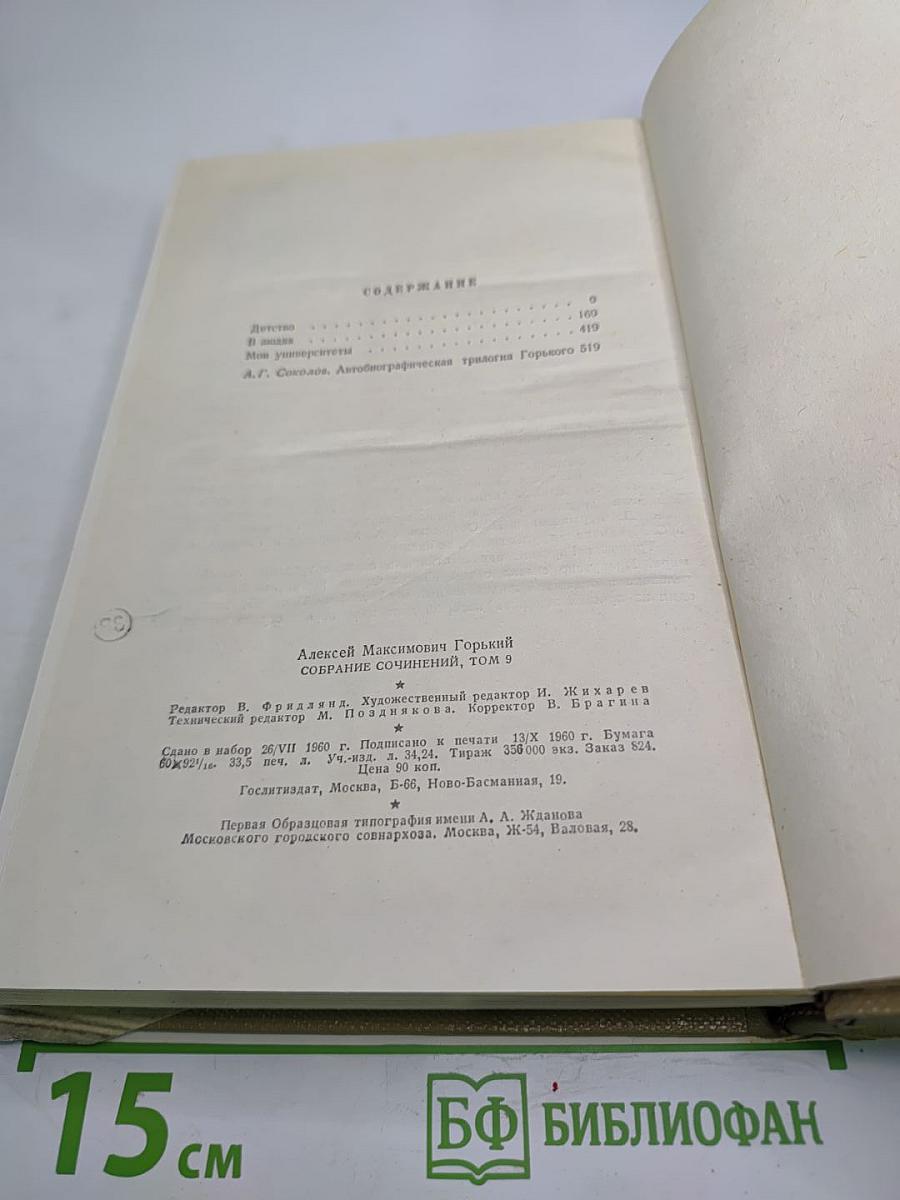 СОДЕРЖАНИЕ
Детство . . . . . . . . . . . . . . . . . . . . 6
В людях . . . . . . . . . . . . . . . . . . . . 169
Мои университеты . . . . . . . . . . . . . . . 419
А. Г. Соколов. Автобиографическая трилогия Горького 519
Алексей Максимович Горький
СОБРАНИЕ СОЧИНЕНИЙ, ТОМ 9
★
Редактор В. Фридлянд. Художественный редактор И. Жихарев
Технический редактор М. Позднякова. Корректор В. Брагина
★
Сдано в набор 26/VII 1960 г. Подписано к печати 13/X 1960 г. Бумага
60×92¹/₁₆. 33,5 печ. л. Уч.-изд. л. 34,24. Тираж 356 000 экз. Заказ 824.
Цена 90 коп.
Гослитиздат, Москва, Б-66, Ново-Басманная, 19.
★
Первая Образцовая типография имени А. А. Жданова
Московского городского совнархоза. Москва, Ж-54, Валовая, 28.
15 см
БФ БИБЛИОФАН